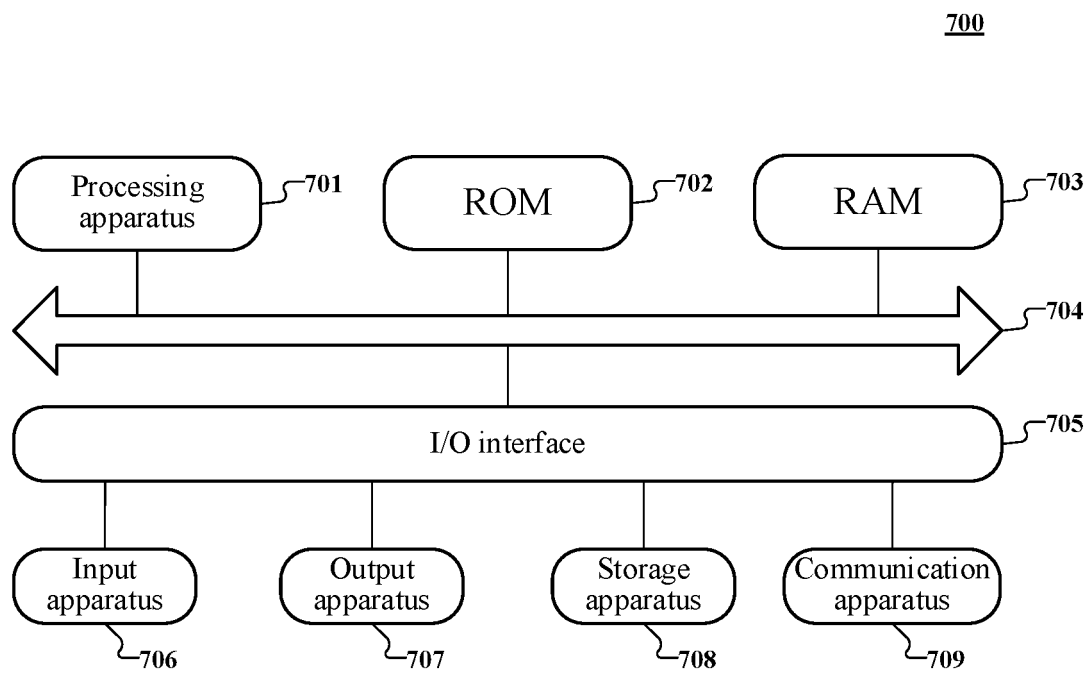 700
Processing
apparatus
701
ROM
702
RAM
703
704
I/O interface
705
Input
apparatus
706
Output
apparatus
707
Storage
apparatus
708
Communication
apparatus
709